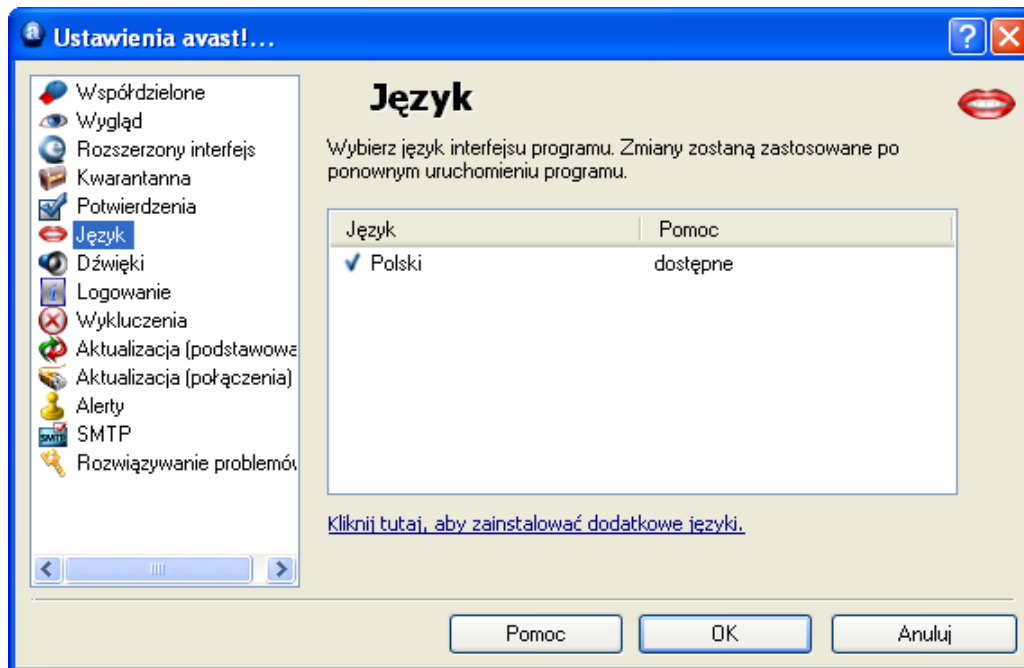 Ustawienia avast!...
Współdzielone
Wygląd
Rozszerzony interfejs
Kwarantanna
Potwierdzenia
Język
Dźwięki
Logowanie
Wykluczenia
Aktualizacja (podstawowa
Aktualizacja (połączenia)
Alerty
SMTP
Rozwiązywanie problemów
Język
Wybierz język interfejsu programu. Zmiany zostaną zastosowane po
ponownym uruchomieniu programu.
Język Pomoc
Polski dostępne
Kliknij tutaj, aby zainstalować dodatkowe języki.
Pomoc OK Anuluj